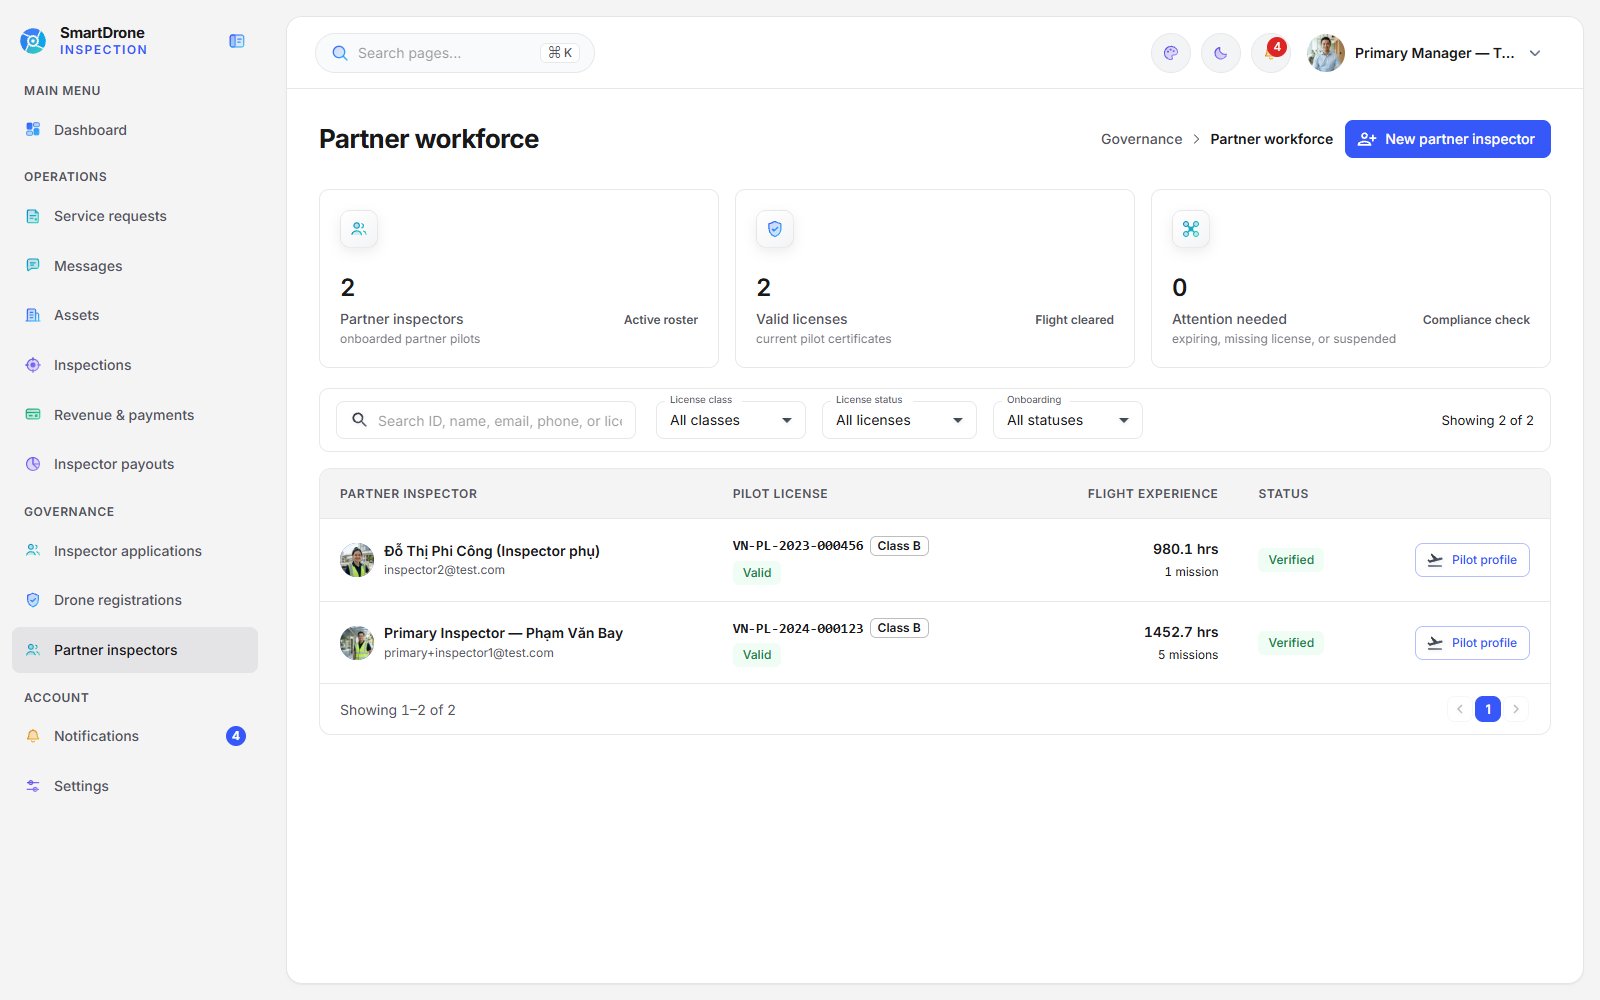 SmartDrone
INSPECTION
MAIN MENU
Dashboard
OPERATIONS
Service requests
Messages
Assets
Inspections
Revenue & payments
Inspector payouts
GOVERNANCE
Inspector applications
Drone registrations
Partner inspectors
ACCOUNT
Notifications 4
Settings
Search pages... ⌘ K
4
Primary Manager — T...
Partner workforce
Governance > Partner workforce
New partner inspector
2
Partner inspectors Active roster
onboarded partner pilots
2
Valid licenses Flight cleared
current pilot certificates
0
Attention needed Compliance check
expiring, missing license, or suspended
Search ID, name, email, phone, or lice
License class
All classes
License status
All licenses
Onboarding
All statuses
Showing 2 of 2
PARTNER INSPECTOR PILOT LICENSE FLIGHT EXPERIENCE STATUS
Đỗ Thị Phi Công (Inspector phụ)
inspector2@test.com
VN-PL-2023-000456 Class B
Valid
980.1 hrs
1 mission
Verified
Pilot profile
Primary Inspector — Phạm Văn Bay
primary+inspector1@test.com
VN-PL-2024-000123 Class B
Valid
1452.7 hrs
5 missions
Verified
Pilot profile
Showing 1–2 of 2
< 1 >